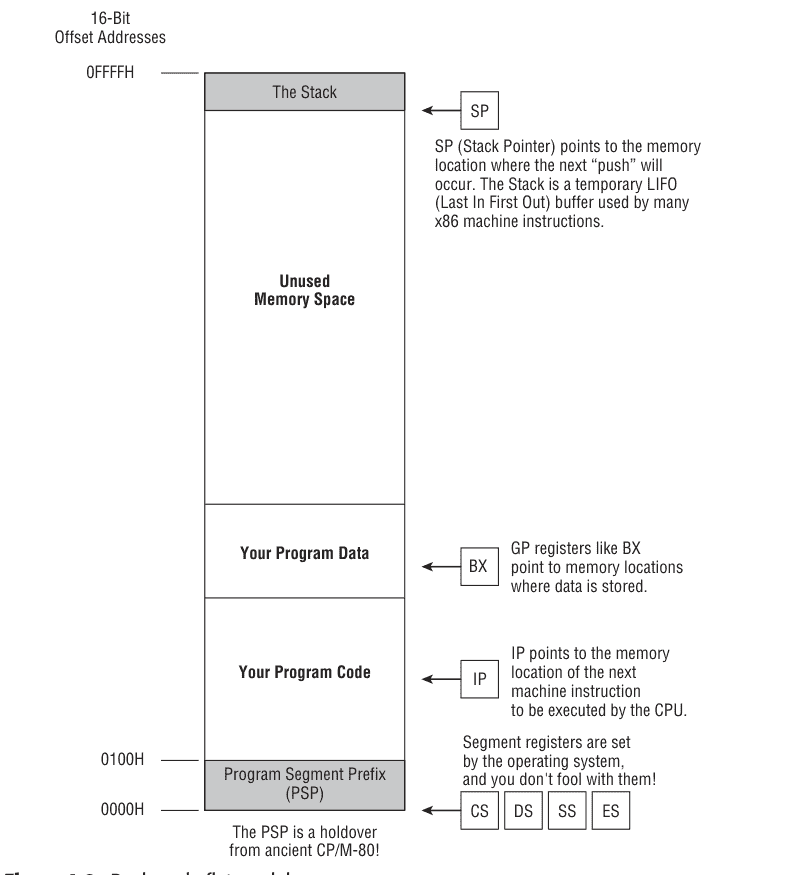 16-Bit
Offset Addresses
0FFFFH
The Stack
SP
SP (Stack Pointer) points to the memory
location where the next “push” will
occur. The Stack is a temporary LIFO
(Last In First Out) buffer used by many
x86 machine instructions.
Unused
Memory Space
Your Program Data
BX
GP registers like BX
point to memory locations
where data is stored.
Your Program Code
IP
IP points to the memory
location of the next
machine instruction
to be executed by the CPU.
0100H
Program Segment Prefix
(PSP)
0000H
Segment registers are set
by the operating system,
and you don't fool with them!
CS DS SS ES
The PSP is a holdover
from ancient CP/M-80!